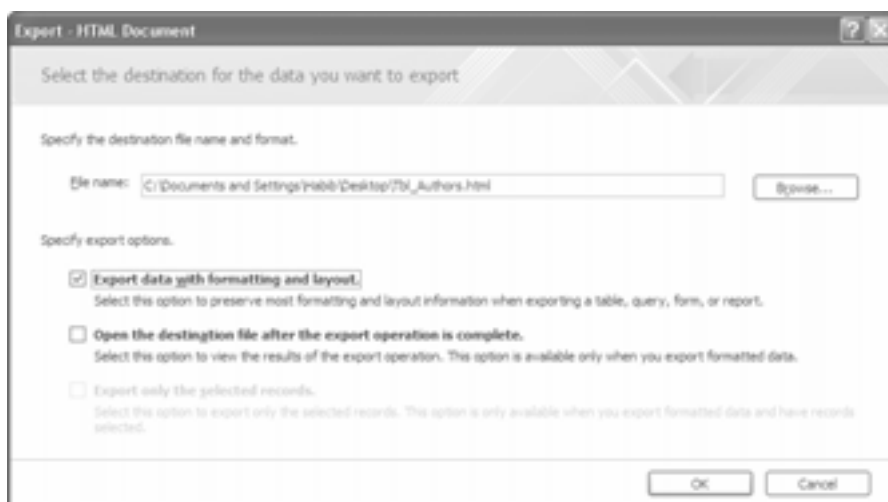 Export - HTML Document
Select the destination for the data you want to export
Specify the destination file name and format.
File name: C:\Documents and Settings\Habib\Desktop\Tbl_Authors.html Browse...
Specify export options.
Export data with formatting and layout.
Select this option to preserve most formatting and layout information when exporting a table, query, form, or report.
Open the destination file after the export operation is complete.
Select this option to view the results of the export operation. This option is available only when you export formatted data.
Export only the selected records.
Select this option to export only the selected records. This option is only available when you export formatted data and have records
selected.
OK Cancel